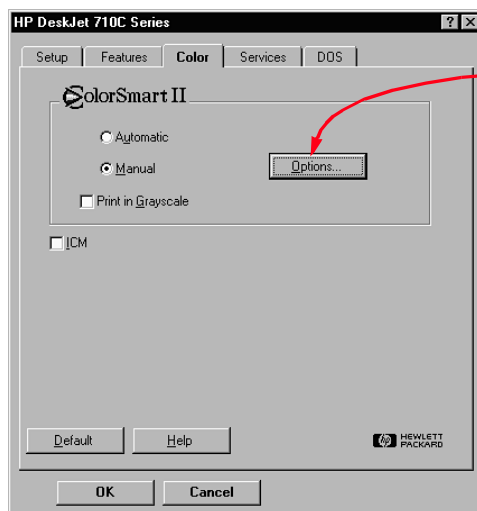 HP DeskJet 710C Series
Setup Features Color Services DOS
ColorSmart II
Automatic
Manual
Options...
Print in Grayscale
ICM
Default Help
HEWLETT
PACKARD
OK Cancel